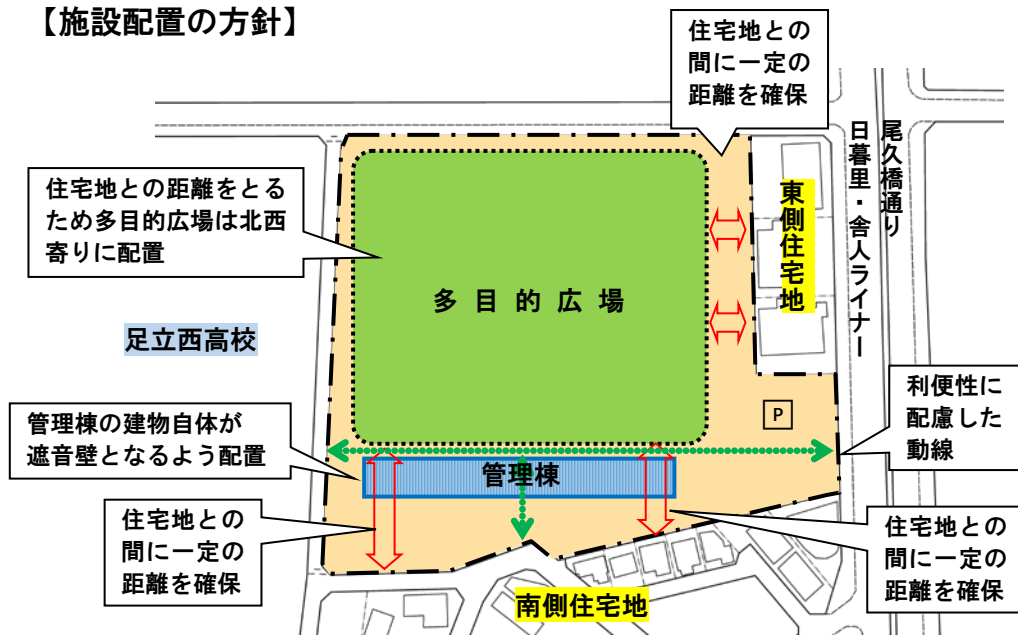 【施設配置の方針】
住宅地との
間に一定の
距離を確保
住宅地との距離をとる
ため多目的広場は北西
寄りに配置
多目的広場
東側住宅地
尾久橋通り
日暮里・舎人ライナー
足立西高校
利便性に
配慮した
動線
P
管理棟の建物自体が
遮音壁となるよう配置
管理棟
住宅地との
間に一定の
距離を確保
住宅地との
間に一定の
距離を確保
南側住宅地